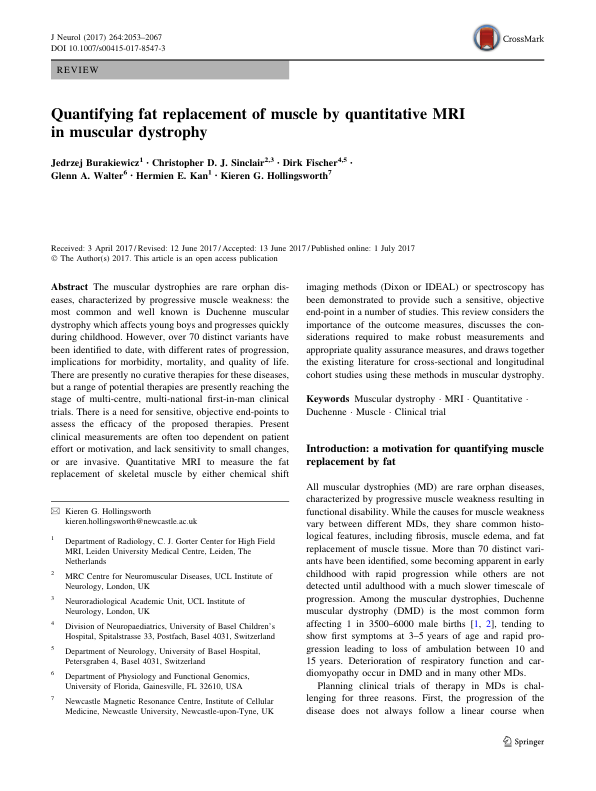 J Neurol (2017) 264:2053–2067
DOI 10.1007/s00415-017-8547-3
CrossMark
REVIEW
Quantifying fat replacement of muscle by quantitative MRI
in muscular dystrophy
Jedrzej Burakiewicz1 · Christopher D. J. Sinclair2,3 · Dirk Fischer4,5 ·
Glenn A. Walter6 · Hermien E. Kan1 · Kieren G. Hollingsworth7
Received: 3 April 2017 / Revised: 12 June 2017 / Accepted: 13 June 2017 / Published online: 1 July 2017
© The Author(s) 2017. This article is an open access publication
Abstract The muscular dystrophies are rare orphan dis-
eases, characterized by progressive muscle weakness: the
most common and well known is Duchenne muscular
dystrophy which affects young boys and progresses quickly
during childhood. However, over 70 distinct variants have
been identified to date, with different rates of progression,
implications for morbidity, mortality, and quality of life.
There are presently no curative therapies for these diseases,
but a range of potential therapies are presently reaching the
stage of multi-centre, multi-national first-in-man clinical
trials. There is a need for sensitive, objective end-points to
assess the efficacy of the proposed therapies. Present
clinical measurements are often too dependent on patient
effort or motivation, and lack sensitivity to small changes,
or are invasive. Quantitative MRI to measure the fat
replacement of skeletal muscle by either chemical shift
imaging methods (Dixon or IDEAL) or spectroscopy has
been demonstrated to provide such a sensitive, objective
end-point in a number of studies. This review considers the
importance of the outcome measures, discusses the con-
siderations required to make robust measurements and
appropriate quality assurance measures, and draws together
the existing literature for cross-sectional and longitudinal
cohort studies using these methods in muscular dystrophy.
Keywords Muscular dystrophy · MRI · Quantitative ·
Duchenne · Muscle · Clinical trial
Introduction: a motivation for quantifying muscle
replacement by fat
All muscular dystrophies (MD) are rare orphan diseases,
characterized by progressive muscle weakness resulting in
functional disability. While the causes for muscle weakness
vary between different MDs, they share common histo-
logical features, including fibrosis, muscle edema, and fat
replacement of muscle tissue. More than 70 distinct vari-
ants have been identified, some becoming apparent in early
childhood with rapid progression while others are not
detected until adulthood with a much slower timescale of
progression. Among the muscular dystrophies, Duchenne
muscular dystrophy (DMD) is the most common form
affecting 1 in 3500–6000 male births [1, 2], tending to
show first symptoms at 3–5 years of age and rapid pro-
gression leading to loss of ambulation between 10 and
15 years. Deterioration of respiratory function and car-
diomyopathy occur in DMD and in many other MDs.
Planning clinical trials of therapy in MDs is chal-
lenging for three reasons. First, the progression of the
disease does not always follow a linear course when
Kieren G. Hollingsworth
kieren.hollingsworth@newcastle.ac.uk
1 Department of Radiology, C. J. Gorter Center for High Field
MRI, Leiden University Medical Centre, Leiden, The
Netherlands
2 MRC Centre for Neuromuscular Diseases, UCL Institute of
Neurology, London, UK
3 Neuroradiological Academic Unit, UCL Institute of
Neurology, London, UK
4 Division of Neuropaediatrics, University of Basel Children's
Hospital, Spitalstrasse 33, Postfach, Basel 4031, Switzerland
5 Department of Neurology, University of Basel Hospital,
Petersgraben 4, Basel 4031, Switzerland
6 Department of Physiology and Functional Genomics,
University of Florida, Gainesville, FL 32610, USA
7 Newcastle Magnetic Resonance Centre, Institute of Cellular
Medicine, Newcastle University, Newcastle-upon-Tyne, UK
Springer